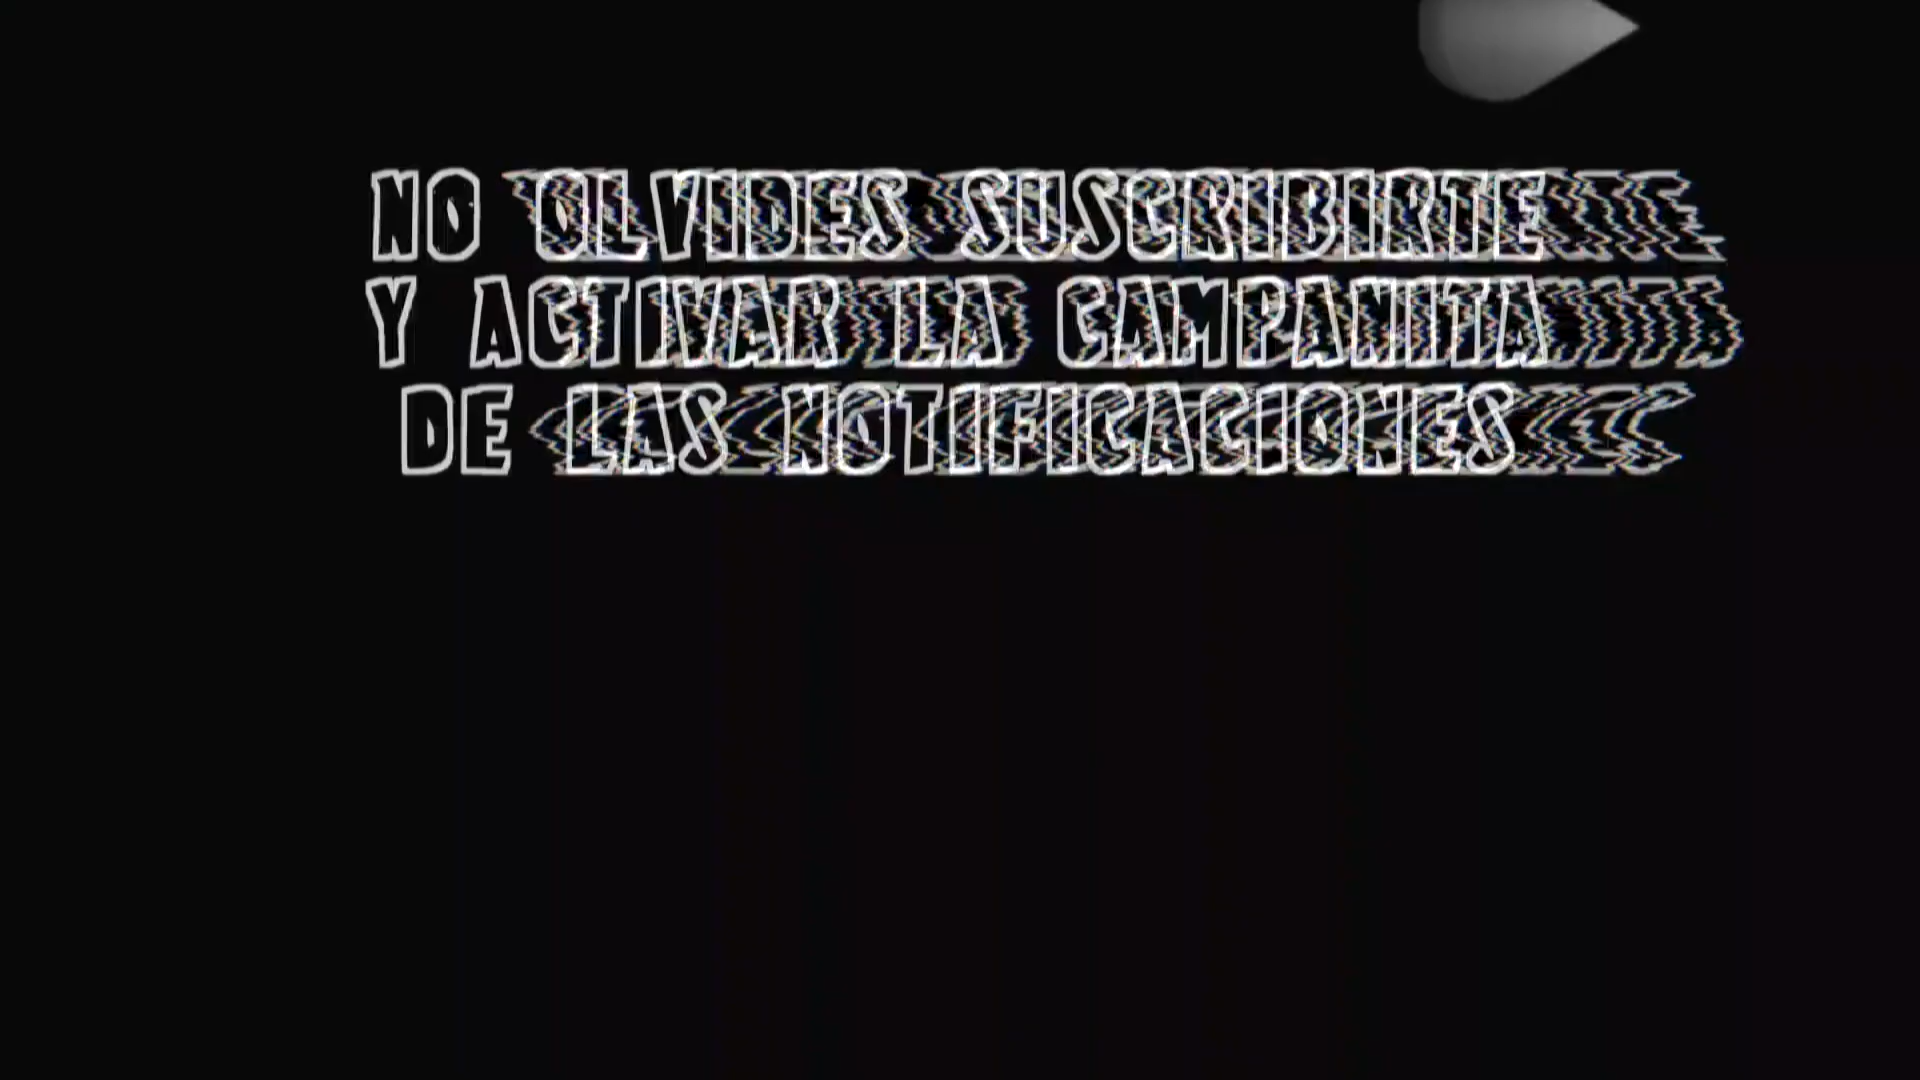 NO OLVIDES SUSCRIBIRTE
Y ACTIVAR LA CAMPANITA
DE LAS NOTIFICACIONES